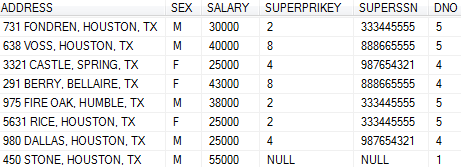 ADDRESS SEX SALARY SUPERPRIKEY SUPERSSN DNO
731 FONDREN, HOUSTON, TX M 30000 2 333445555 5
638 VOSS, HOUSTON, TX M 40000 8 888665555 5
3321 CASTLE, SPRING, TX F 25000 4 987654321 4
291 BERRY, BELLAIRE, TX F 43000 8 888665555 4
975 FIRE OAK, HUMBLE, TX M 38000 2 333445555 5
5631 RICE, HOUSTON, TX F 25000 2 333445555 5
980 DALLAS, HOUSTON, TX M 25000 4 987654321 4
450 STONE, HOUSTON, TX M 55000 NULL NULL 1